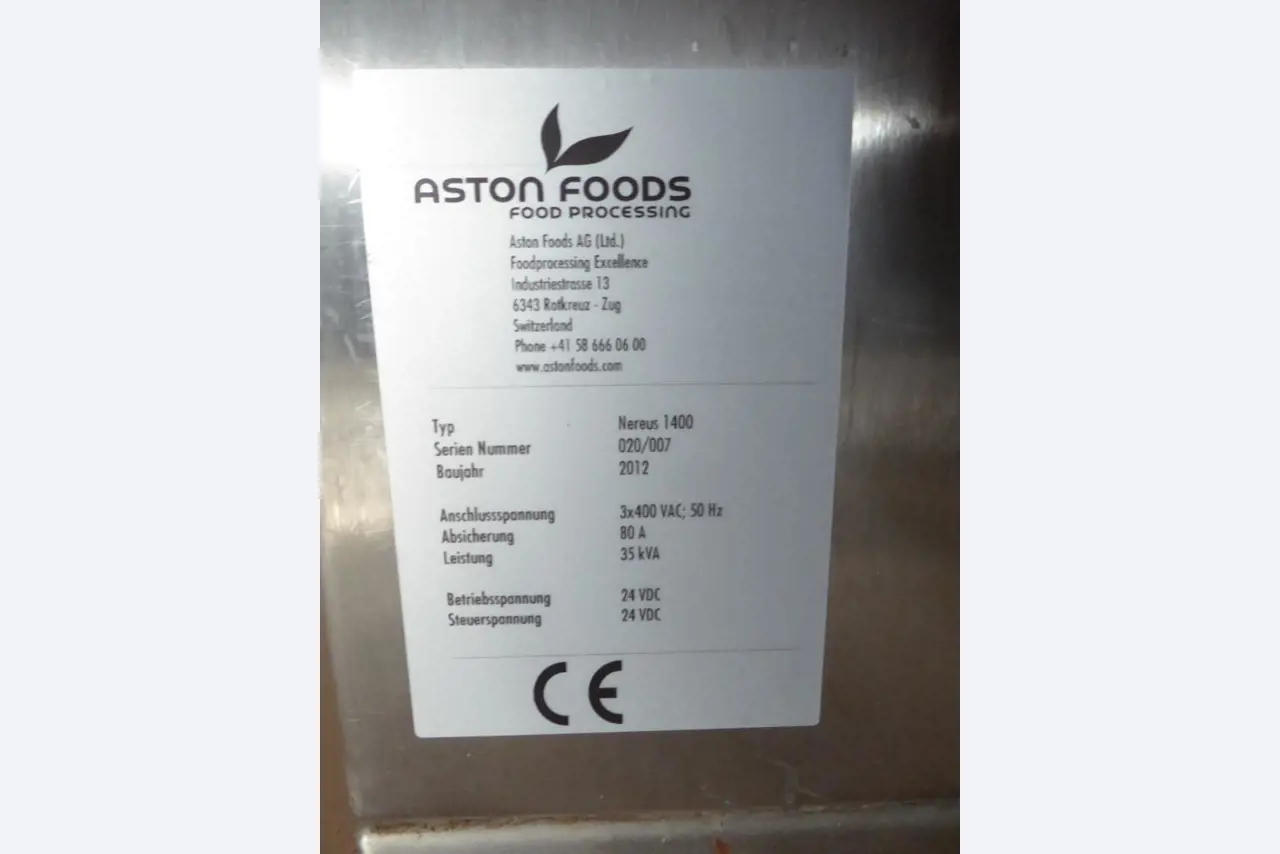 ASTON FOODS
FOOD PROCESSING
Aston Foods AG (Ltd.)
Foodprocessing Excellence
Industriestrasse 13
6343 Rotkreuz - Zug
Switzerland
Phone +41 58 666 06 00
www.astonfoods.com
Typ Nereus 1400
Serien Nummer 020/007
Baujahr 2012
Anschlussspannung 3x400 VAC; 50 Hz
Absicherung 80 A
Leistung 35 kVA
Betriebsspannung 24 VDC
Steuerspannung 24 VDC
CE